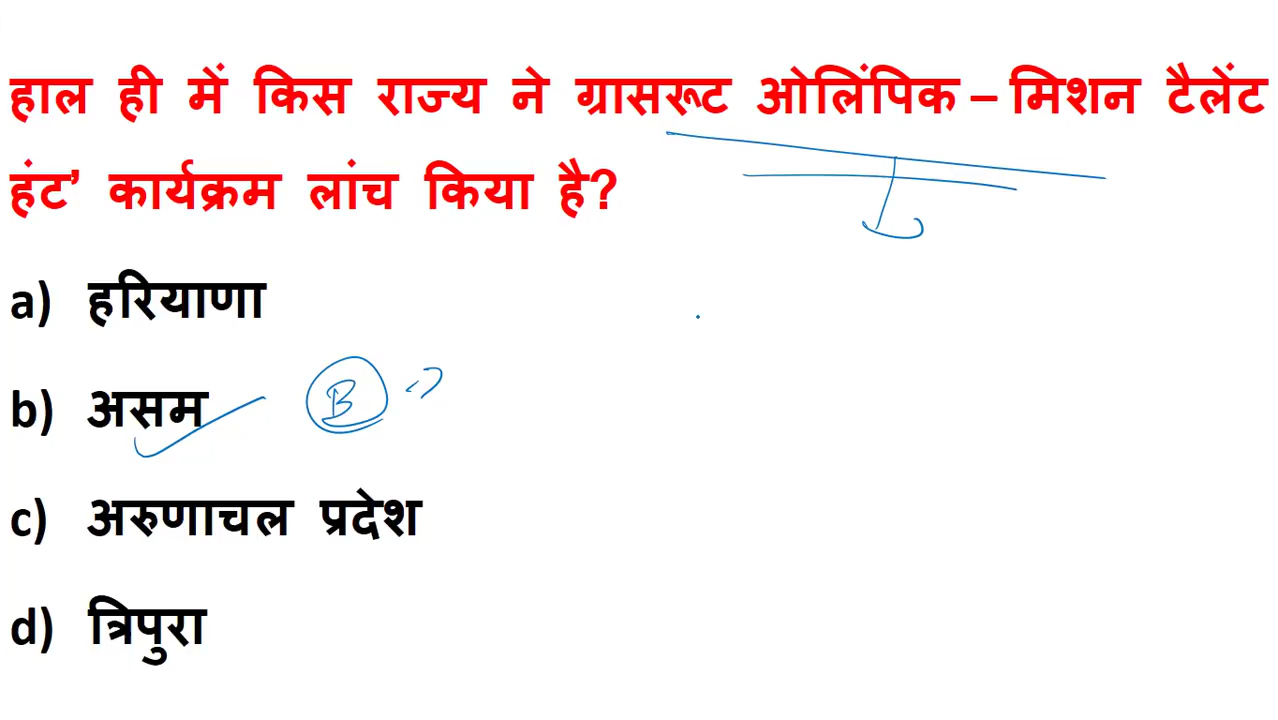 हाल ही में किस राज्य ने ग्रासरूट ओलिंपिक – मिशन टैलेंट
हंट’ कार्यक्रम लांच किया है?
a) हरियाणा
b) असम B
c) अरुणाचल प्रदेश
d) त्रिपुरा